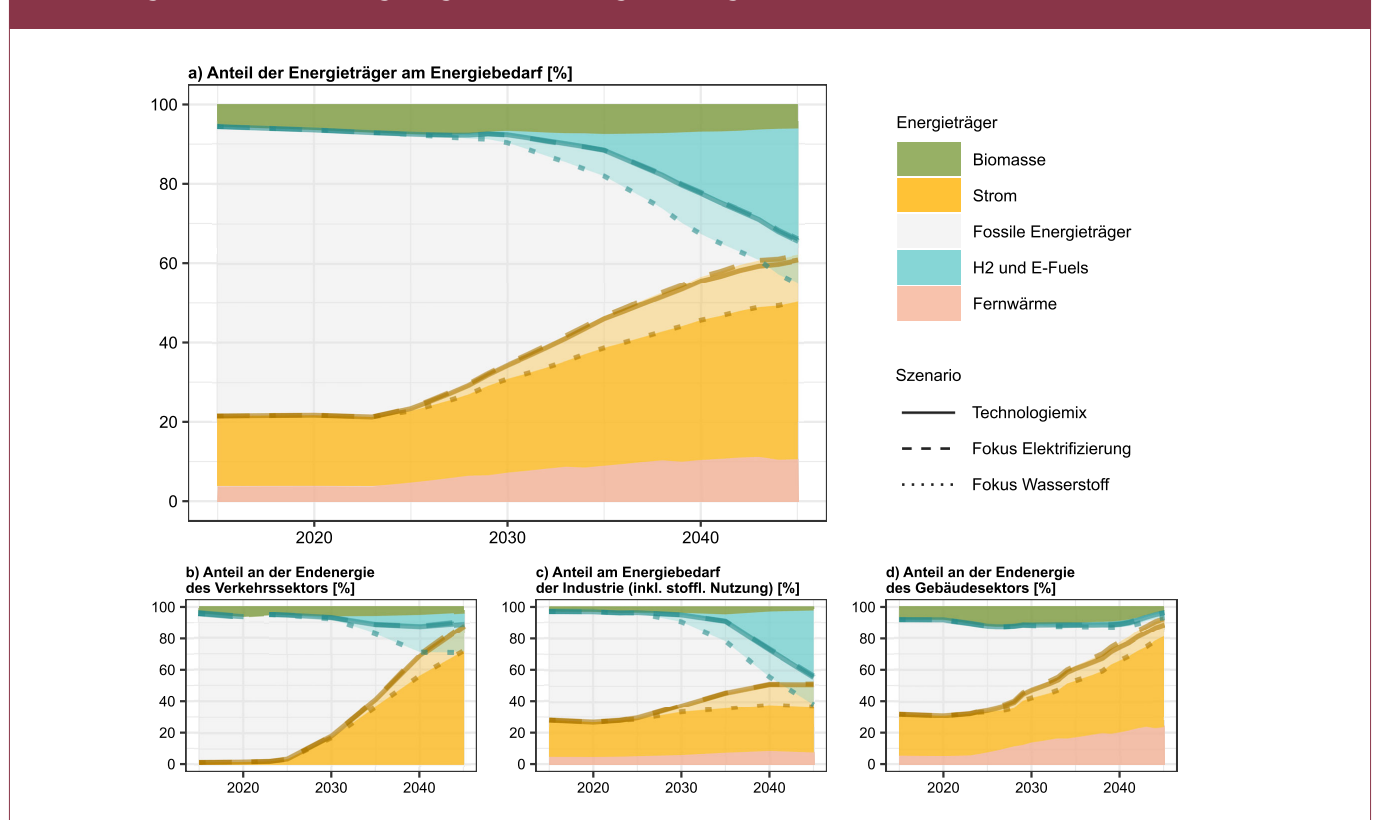 a) Anteil der Energieträger am Energiebedarf [%]
100
80
60
40
20
0
2020 2030 2040
Energieträger
Biomasse
Strom
Fossile Energieträger
H2 und E-Fuels
Fernwärme
Szenario
Technologiemix
Fokus Elektrifizierung
Fokus Wasserstoff
b) Anteil an der Endenergie
des Verkehrssektors [%]
100
80
60
40
20
0
2020 2030 2040
c) Anteil am Energiebedarf
der Industrie (inkl. stoffl. Nutzung) [%]
100
80
60
40
20
0
2020 2030 2040
d) Anteil an der Endenergie
des Gebäudesektors [%]
100
80
60
40
20
0
2020 2030 2040